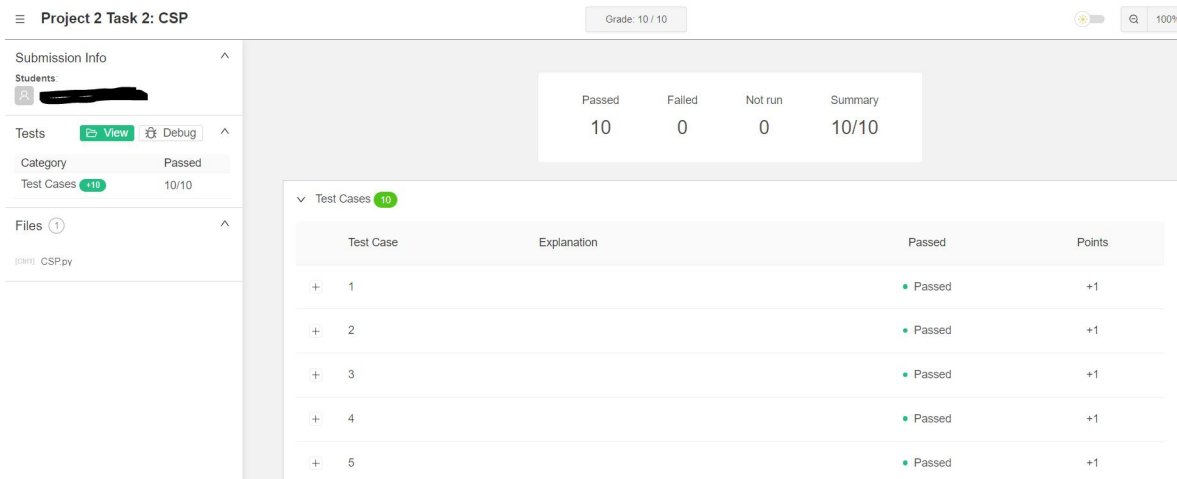 Project 2 Task 2: CSP
Grade: 10 / 10
100%
Submission Info
Students:
Tests View Debug
Category Passed
Test Cases +10 10/10
Files 1
CSP.py
Passed Failed Not run Summary
10 0 0 10/10
Test Cases 10
Test Case Explanation Passed Points
1 Passed +1
2 Passed +1
3 Passed +1
4 Passed +1
5 Passed +1